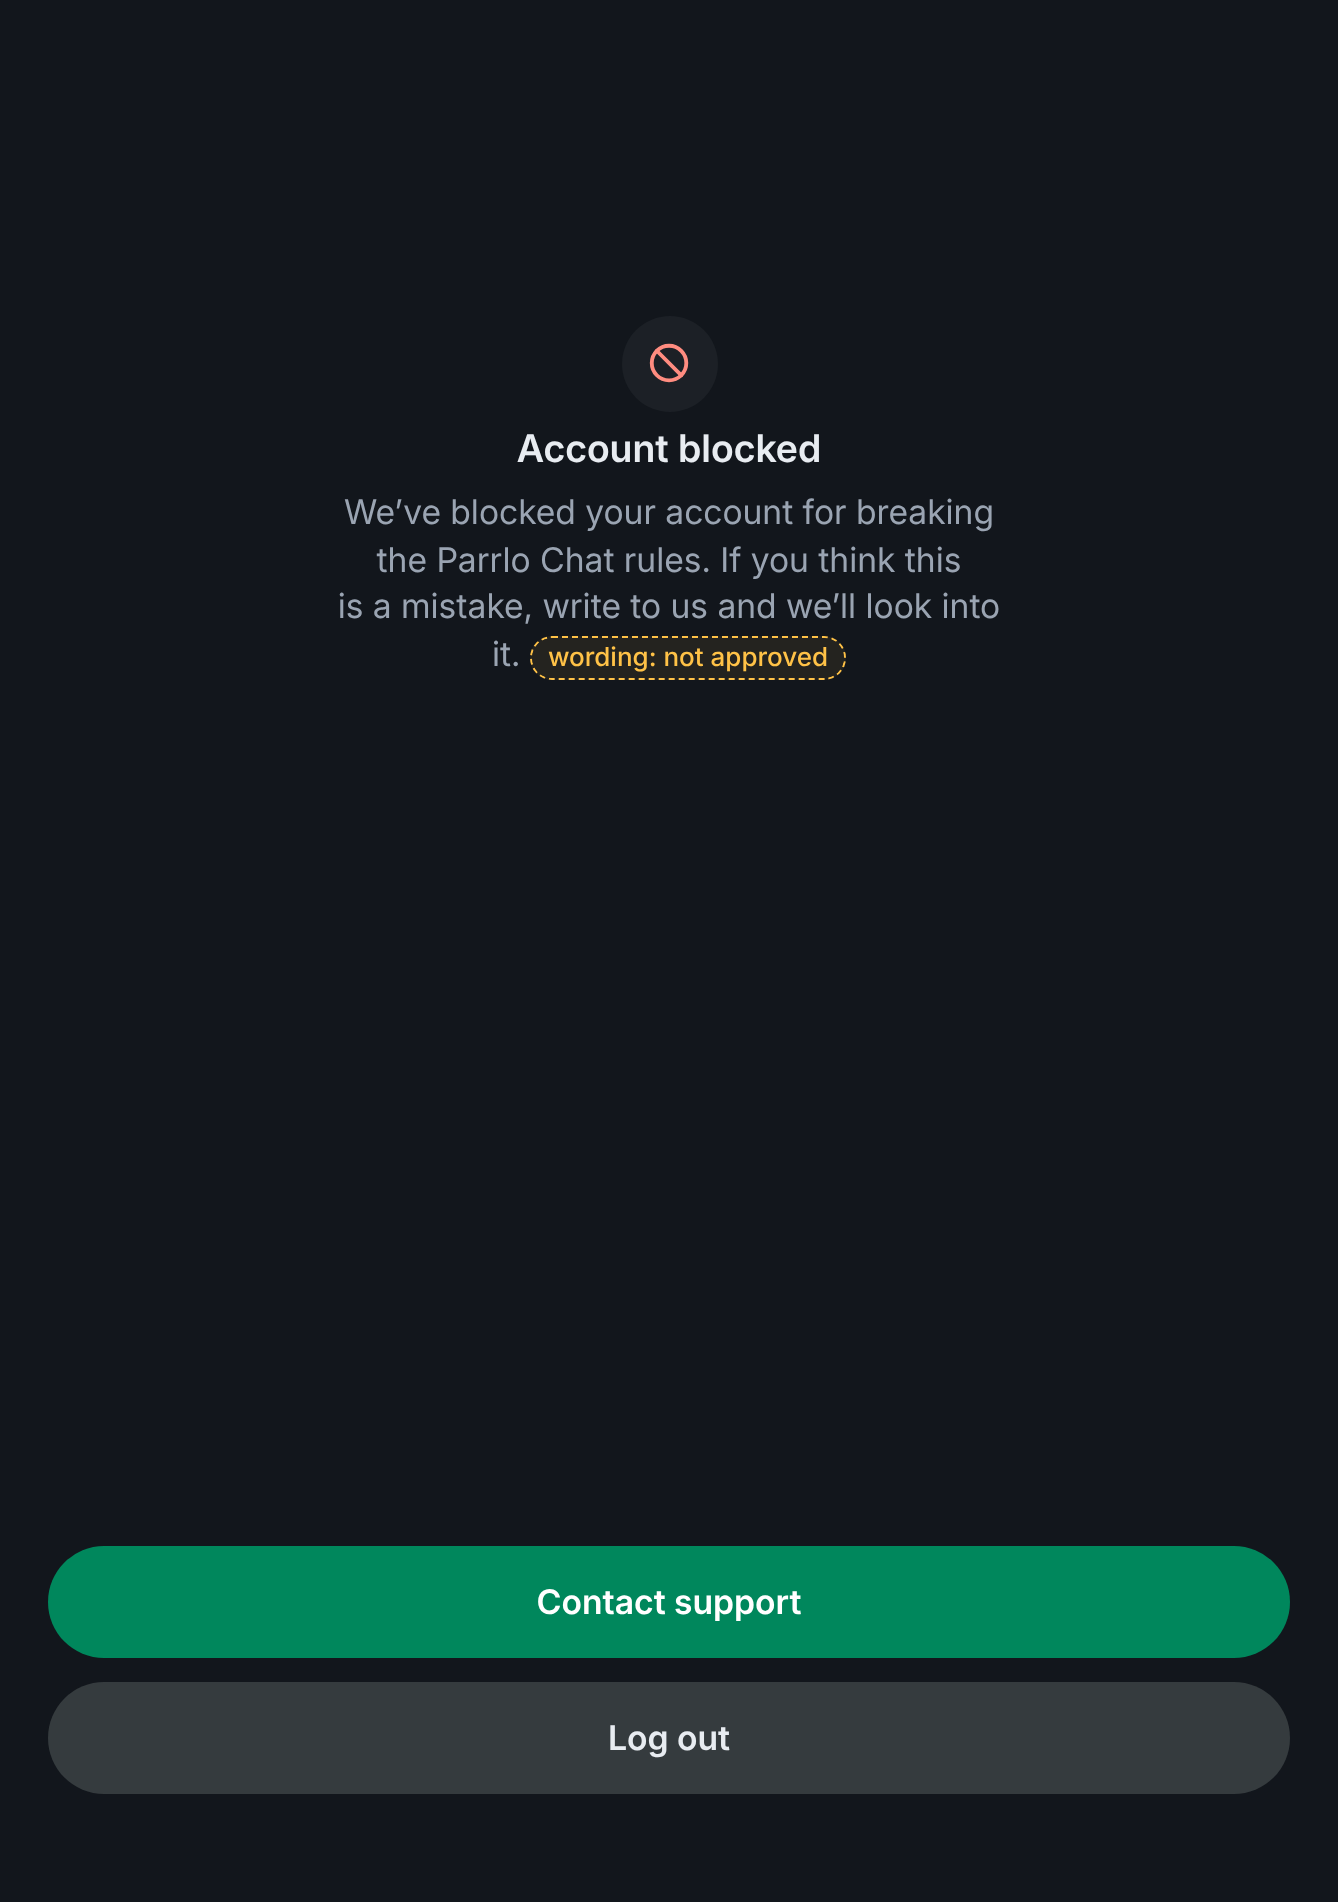 Account blocked
We’ve blocked your account for breaking
the Parrlo Chat rules. If you think this
is a mistake, write to us and we’ll look into
it. wording: not approved
Contact support
Log out